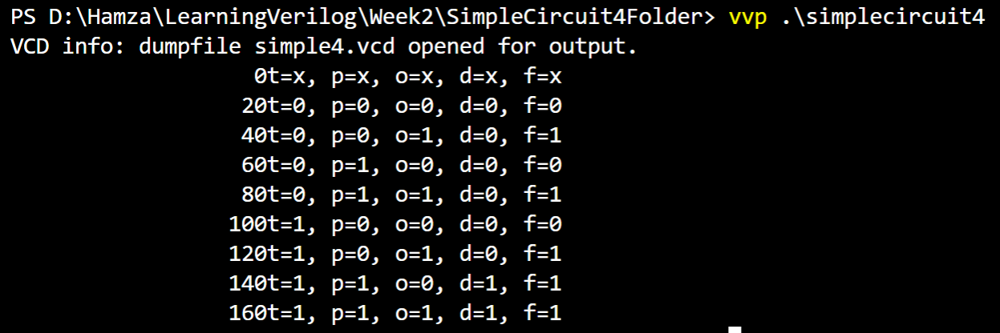 PS D:\Hamza\LearningVerilog\Week2\SimpleCircuit4Folder> vvp .\simplecircuit4
VCD info: dumpfile simple4.vcd opened for output.
                   0t=x, p=x, o=x, d=x, f=x
                  20t=0, p=0, o=0, d=0, f=0
                  40t=0, p=0, o=1, d=0, f=1
                  60t=0, p=1, o=0, d=0, f=0
                  80t=0, p=1, o=1, d=0, f=1
                 100t=1, p=0, o=0, d=0, f=0
                 120t=1, p=0, o=1, d=0, f=1
                 140t=1, p=1, o=0, d=1, f=1
                 160t=1, p=1, o=1, d=1, f=1